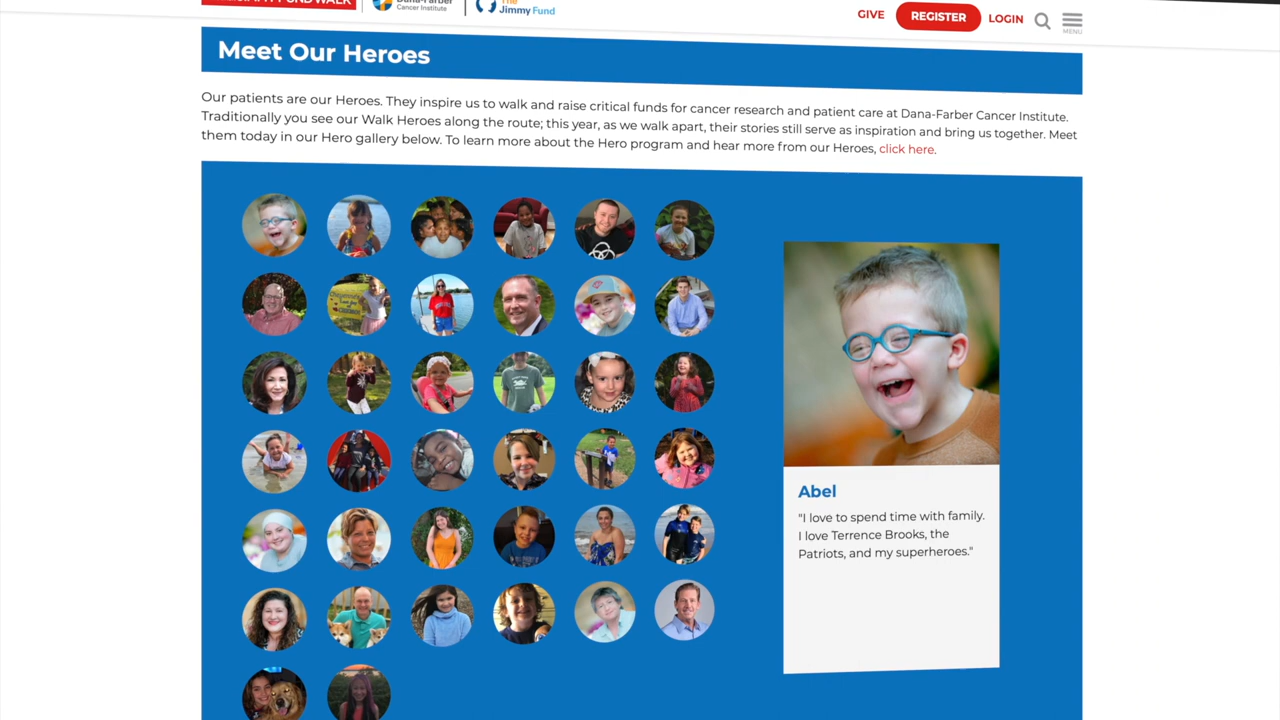 Dana-Farber
Cancer Institute
The
Jimmy Fund
GIVE
REGISTER
LOGIN
MENU
Meet Our Heroes
Our patients are our Heroes. They inspire us to walk and raise critical funds for cancer research and patient care at Dana-Farber Cancer Institute.
Traditionally you see our Walk Heroes along the route; this year, as we walk apart, their stories still serve as inspiration and bring us together. Meet
them today in our Hero gallery below. To learn more about the Hero program and hear more from our Heroes, click here.
Abel
"I love to spend time with family.
I love Terrence Brooks, the
Patriots, and my superheroes."